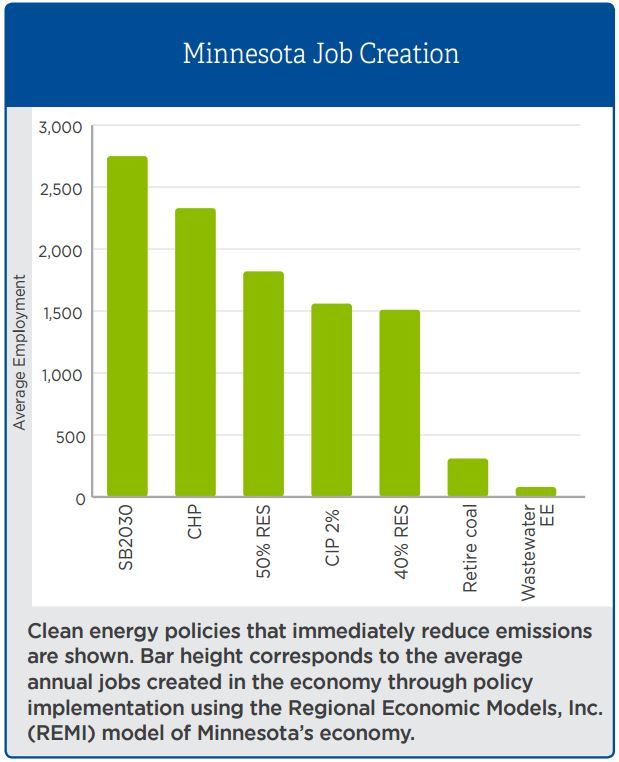 Minnesota Job Creation
3,000
2,500
2,000
1,500
1,000
500
0
Average Employment
SB2030
CHP
50% RES
CIP 2%
40% RES
Retire coal
Wastewater
EE
Clean energy policies that immediately reduce emissions
are shown. Bar height corresponds to the average
annual jobs created in the economy through policy
implementation using the Regional Economic Models, Inc.
(REMI) model of Minnesota’s economy.